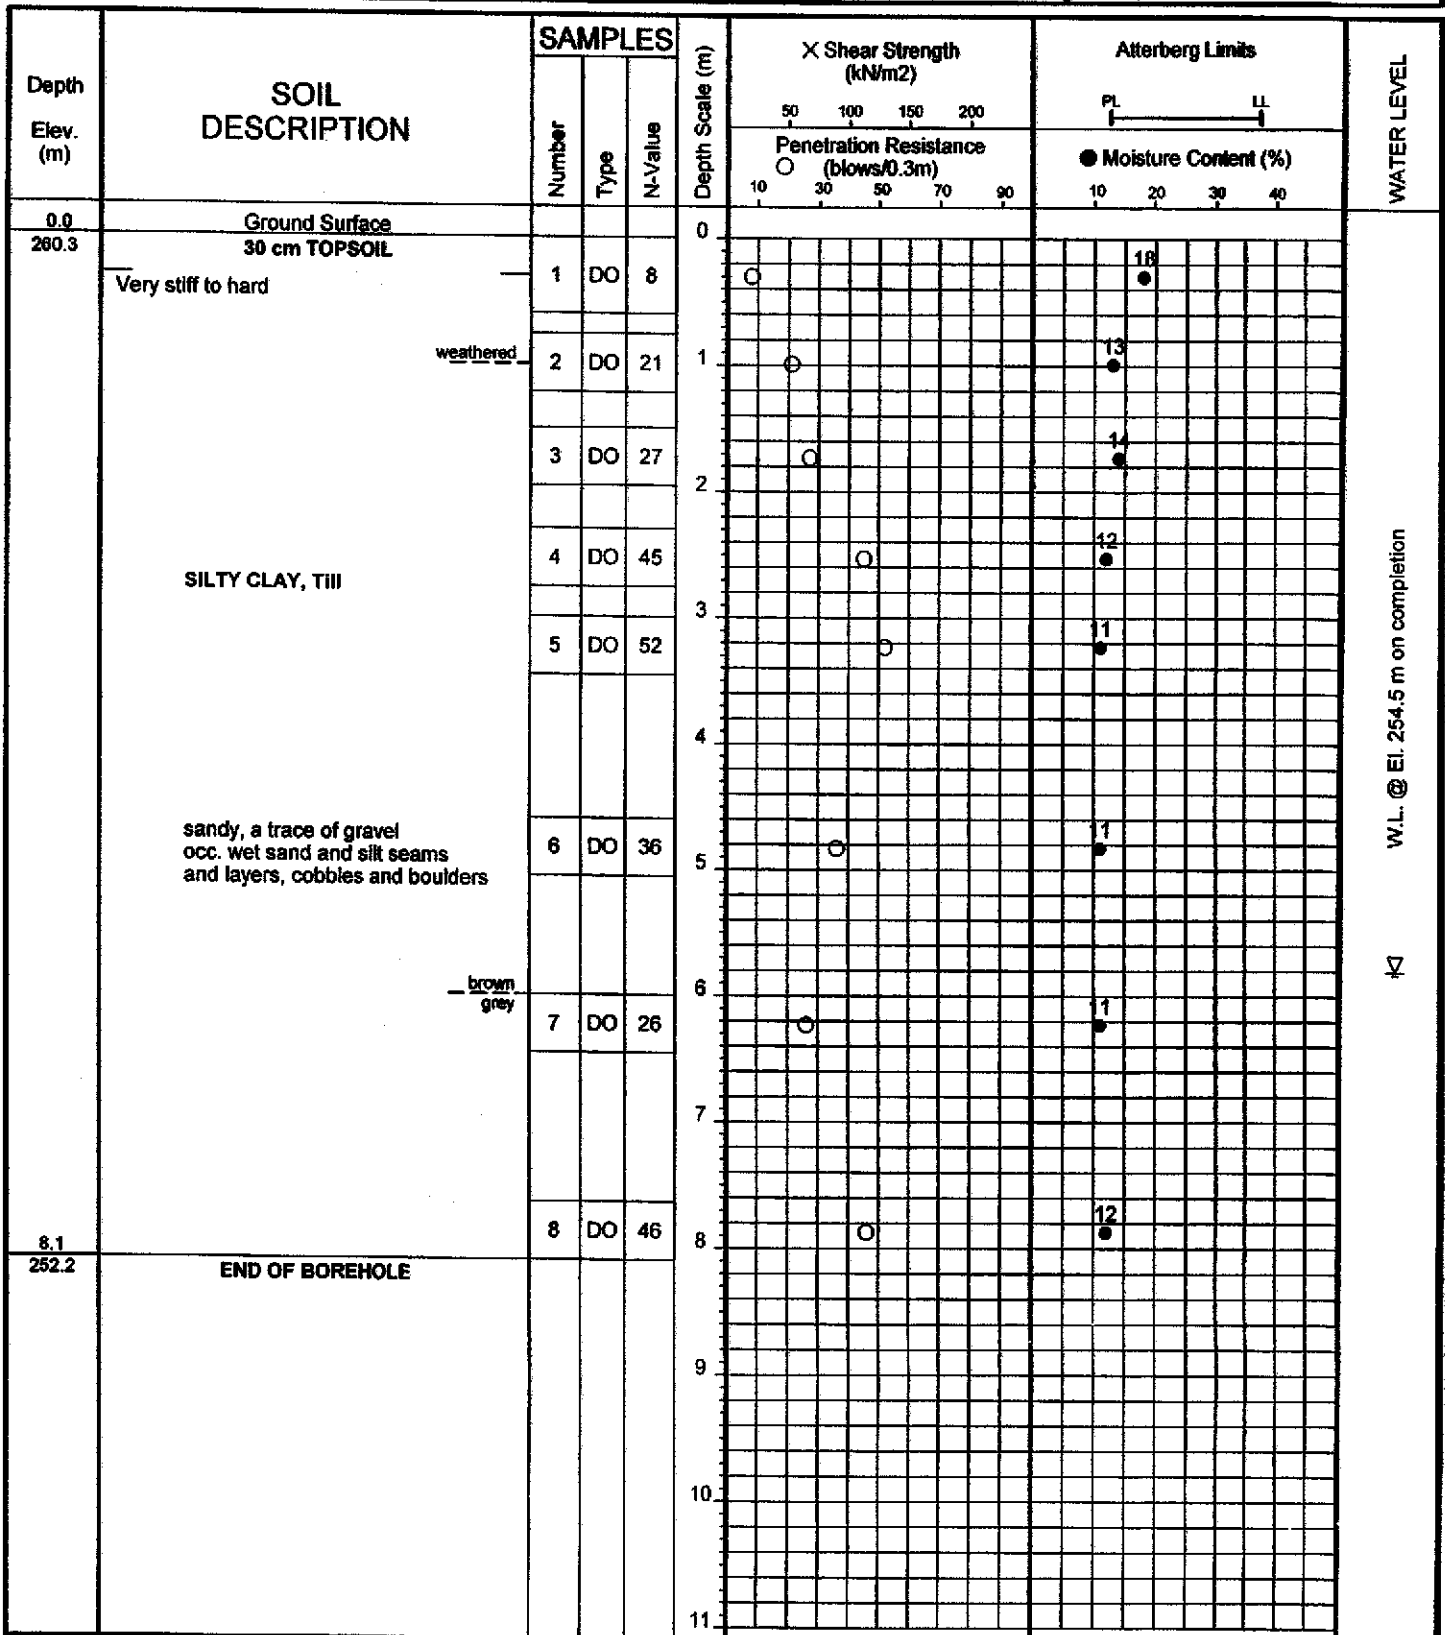 Depth
Elev.
(m)
SOIL
DESCRIPTION
SAMPLES
Number
Type
N-Value
Depth Scale (m)
X Shear Strength
(kN/m2)
50 100 150 200
Penetration Resistance
O (blows/0.3m)
10 30 50 70 90
Atterberg Limits
PL LL
● Moisture Content (%)
10 20 30 40
WATER LEVEL
0.0 Ground Surface 0
260.3 30 cm TOPSOIL
Very stiff to hard 1 DO 8 18
weathered 2 DO 21 1 13
3 DO 27 14
2
4 DO 45 12
SILTY CLAY, Till
3
5 DO 52 11
4
sandy, a trace of gravel
occ. wet sand and silt seams
and layers, cobbles and boulders
6 DO 36 11
5
brown
grey
6
7 DO 26 11
7
8 DO 46 12
8.1 8
252.2 END OF BOREHOLE
9
10
11
W.L. @ El. 254.5 m on completion